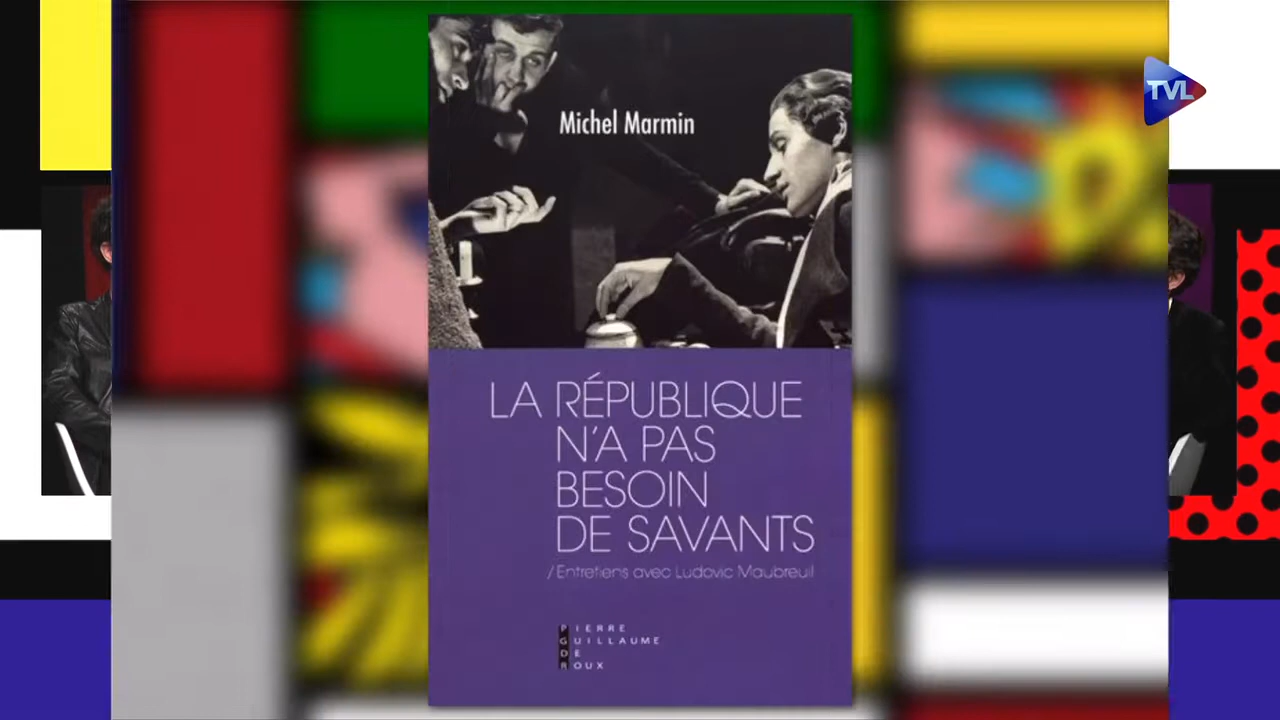 TVL
Michel Marmin
LA RÉPUBLIQUE
N'A PAS
BESOIN
DE SAVANTS
/Entretiens avec Ludovic Maubreuil
PIERRE
GUILLAUME
DE
ROUX